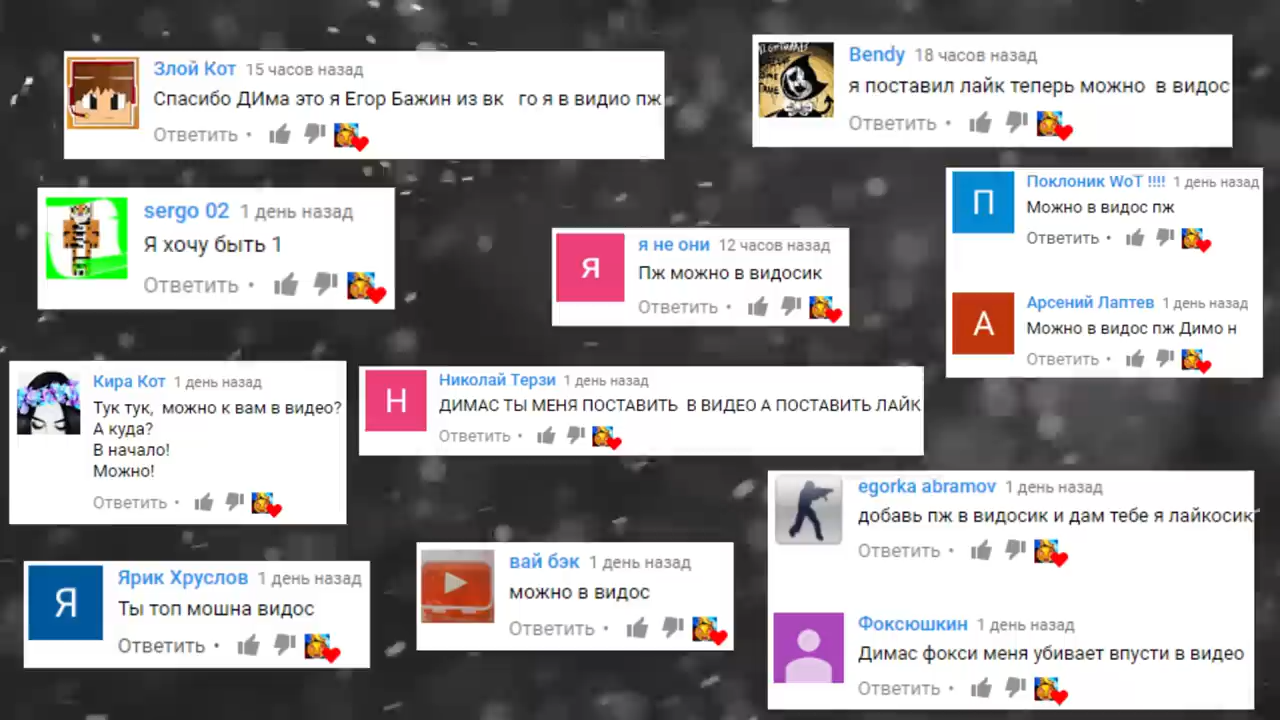 Злой Кот 15 часов назад
Спасибо ДИма это я Егор Бажин из вк го я в видио пж
Ответить
Bendy 18 часов назад
я поставил лайк теперь можно в видос
Ответить
sergo 02 1 день назад
Я хочу быть 1
Ответить
Я
я не они 12 часов назад
Пж можно в видосик
Ответить
П
Поклоник WoT !!!! 1 день назад
Можно в видос пж
Ответить
А
Арсений Лаптев 1 день назад
Можно в видос пж Димо н
Ответить
Кира Кот 1 день назад
Тук тук, можно к вам в видео?
А куда?
В начало!
Можно!
Ответить
Н
Николай Терзи 1 день назад
ДИМАС ТЫ МЕНЯ ПОСТАВИТЬ В ВИДЕО А ПОСТАВИТЬ ЛАЙК
Ответить
egorka abramov 1 день назад
добавь пж в видосик и дам тебе я лайкосик
Ответить
Я
Ярик Хруслов 1 день назад
Ты топ мошна видос
Ответить
вай бэк 1 день назад
можно в видос
Ответить
Фоксюшкин 1 день назад
Димас фокси меня убивает впусти в видео
Ответить